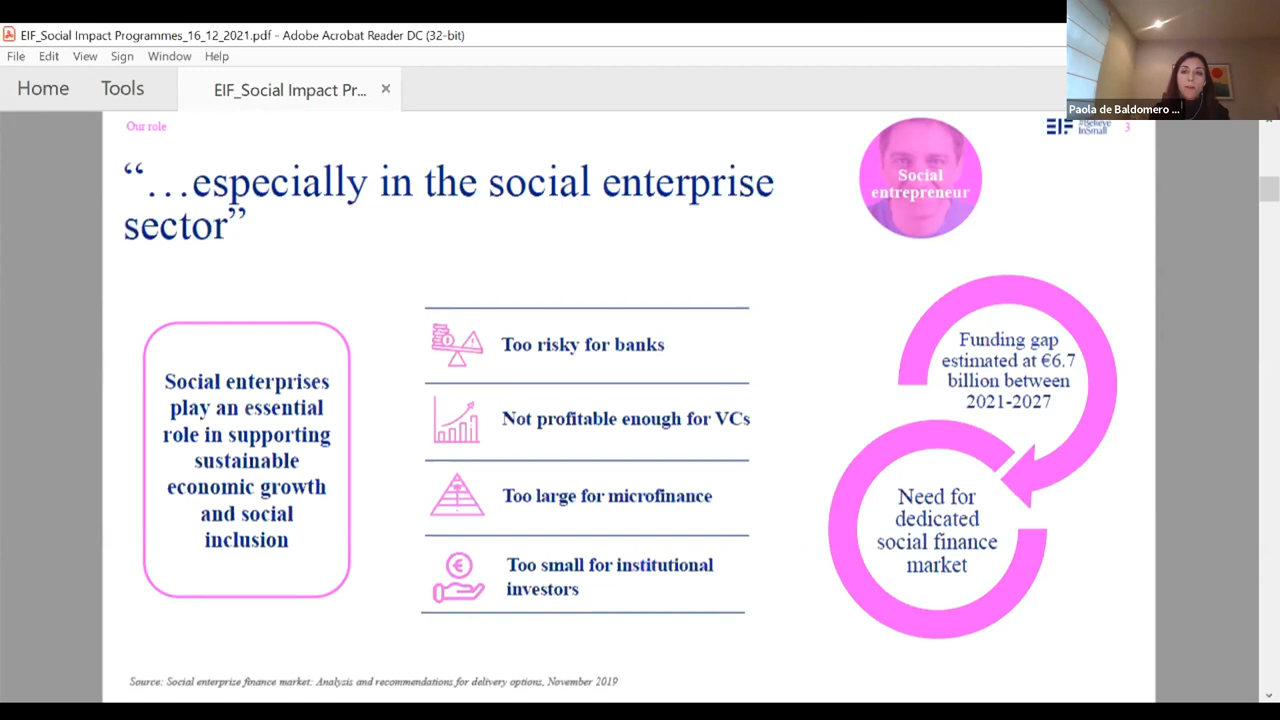 EIF_Social Impact Programmes_16_12_2021.pdf - Adobe Acrobat Reader DC (32-bit)
File Edit View Sign Window Help
Home Tools EIF_Social Impact Pr... ×
Paola de Baldomero ...
Our role
EIF #Believe InSmall 3
“…especially in the social enterprise
sector”
Social
entrepreneur
Social enterprises
play an essential
role in supporting
sustainable
economic growth
and social
inclusion
Too risky for banks
Not profitable enough for VCs
Too large for microfinance
Too small for institutional
investors
Funding gap
estimated at €6.7
billion between
2021-2027
Need for
dedicated
social finance
market
Source: Social enterprize finance market: Analysis and recommendations for delivery options, November 2019